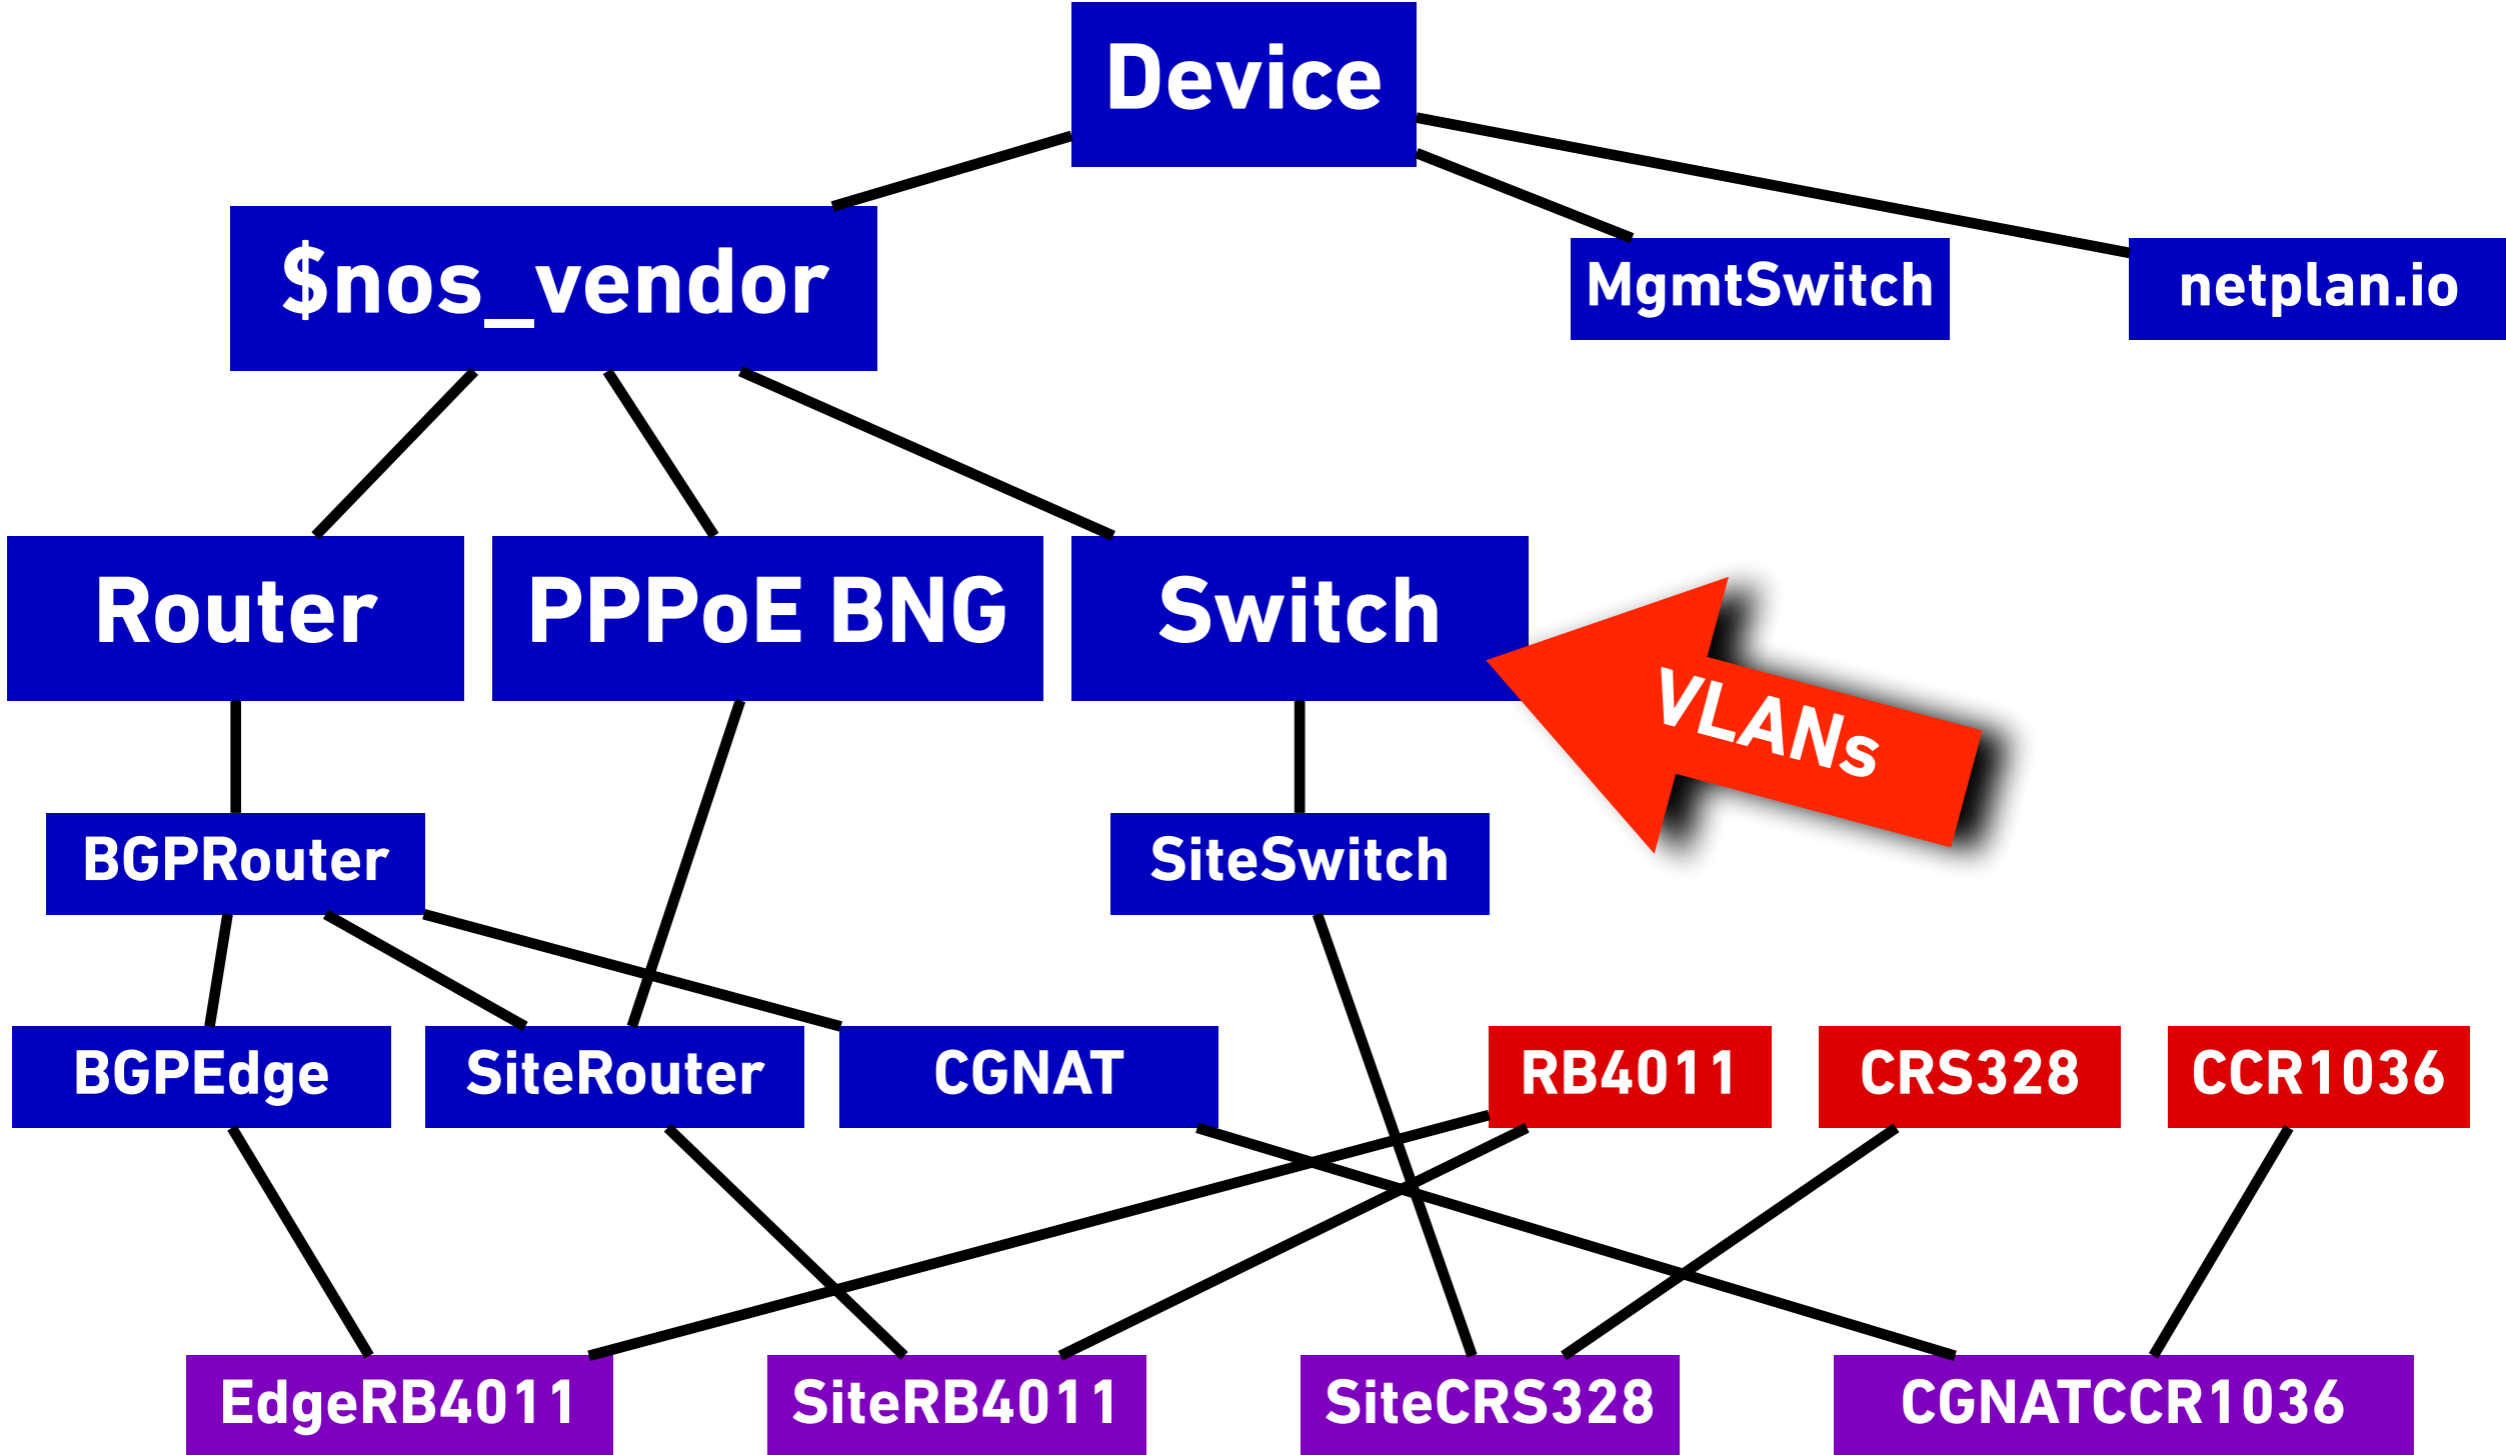 Device
$nos_vendor
MgmtSwitch
netplan.io
Router
PPPoE BNG
Switch
VLANs
BGPRouter
SiteSwitch
BGPEdge
SiteRouter
CGNAT
RB4011
CRS328
CCR1036
EdgeRB4011
SiteRB4011
SiteCRS328
CGNATCCR1036